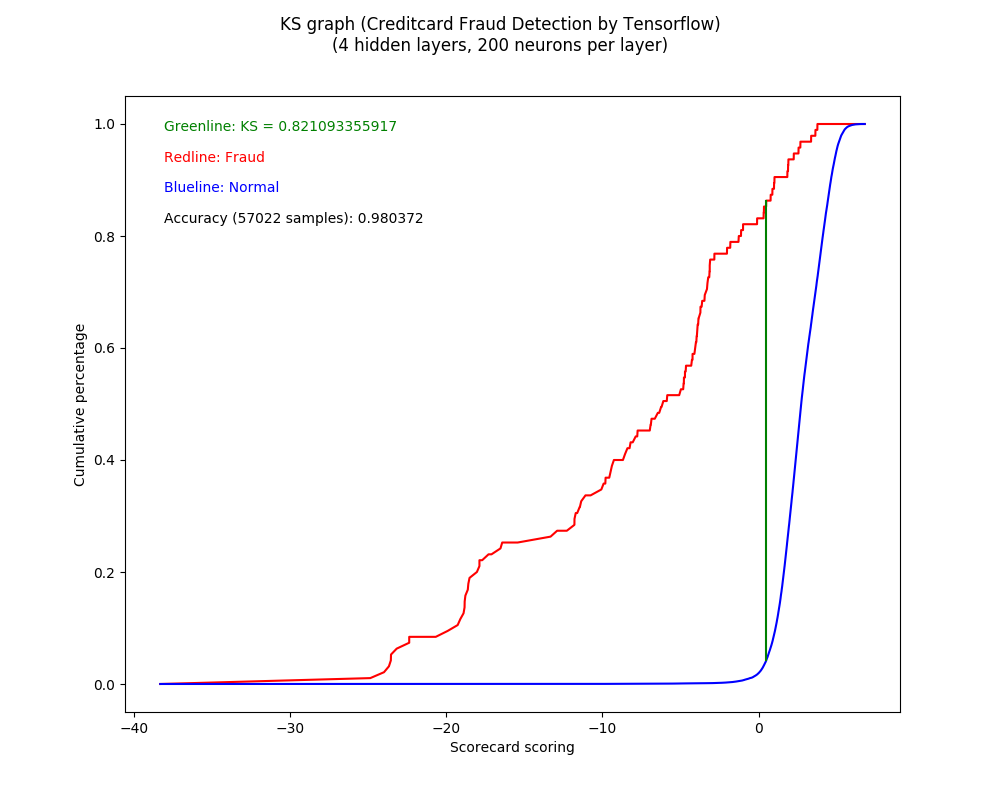 KS graph (Creditcard Fraud Detection by Tensorflow)
(4 hidden layers, 200 neurons per layer)
Greenline: KS = 0.821093355917
Redline: Fraud
Blueline: Normal
Accuracy (57022 samples): 0.980372
Cumulative percentage
1.0
0.8
0.6
0.4
0.2
0.0
−40
−30
−20
−10
0
Scorecard scoring